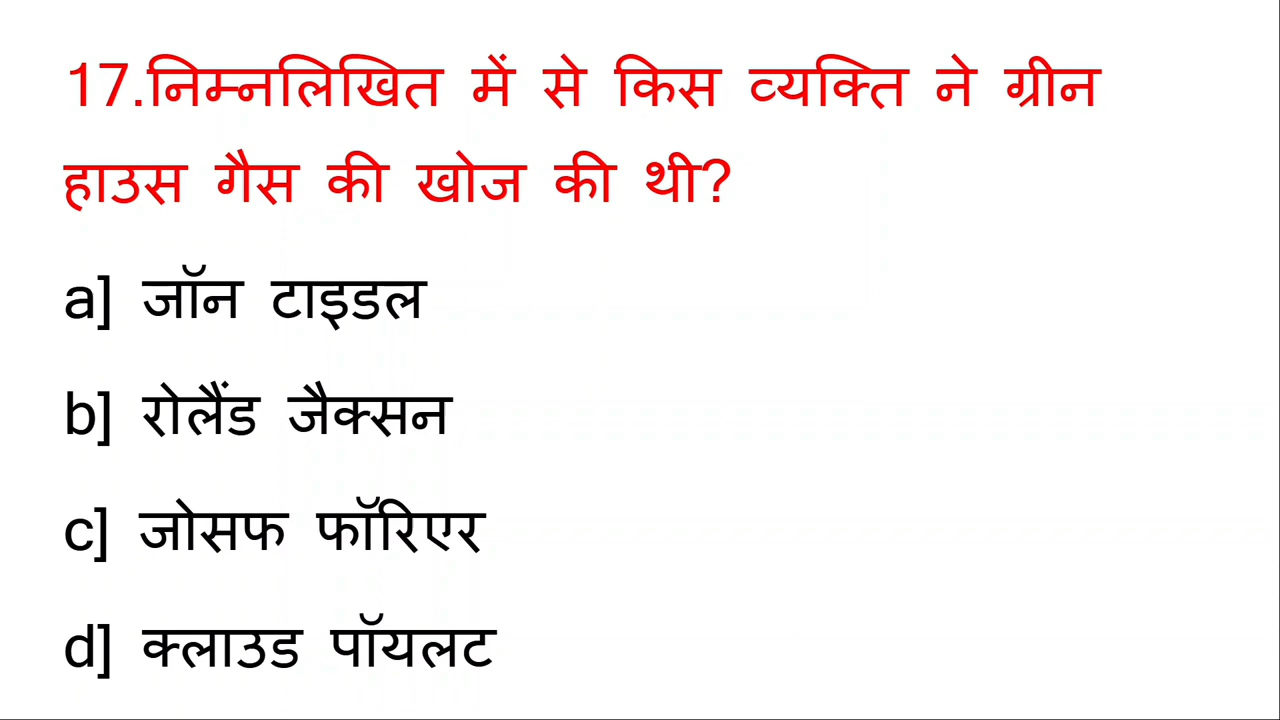 17.निम्नलिखित में से किस व्यक्ति ने ग्रीन
हाउस गैस की खोज की थी?
a] जॉन टाइडल
b] रोलैंड जैक्सन
c] जोसफ फॉरिएर
d] क्लाउड पॉयलट